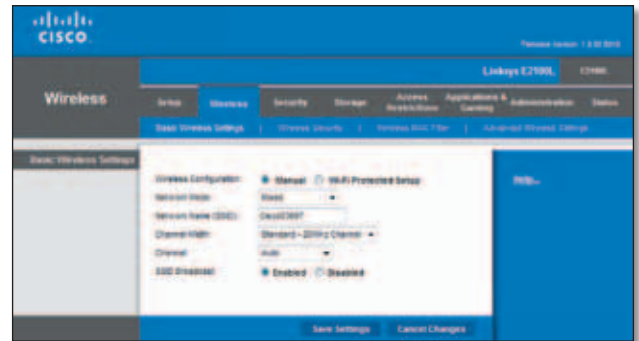 CISCO
Linksys E2100L
E2100L
Wireless
Setup Wireless Security Storage Access Restrictions Applications & Gaming Administration Status
Basic Wireless Settings | Wireless Security | Wireless MAC Filter | Advanced Wireless Settings
Basic Wireless Settings
Wireless Configuration: Manual Wi-Fi Protected Setup
Network Mode: Mixed
Network Name (SSID):
Channel Width: Standard - 20MHz Channel
Channel: Auto
SSID Broadcast: Enabled Disabled
Help...
Save Settings Cancel Changes